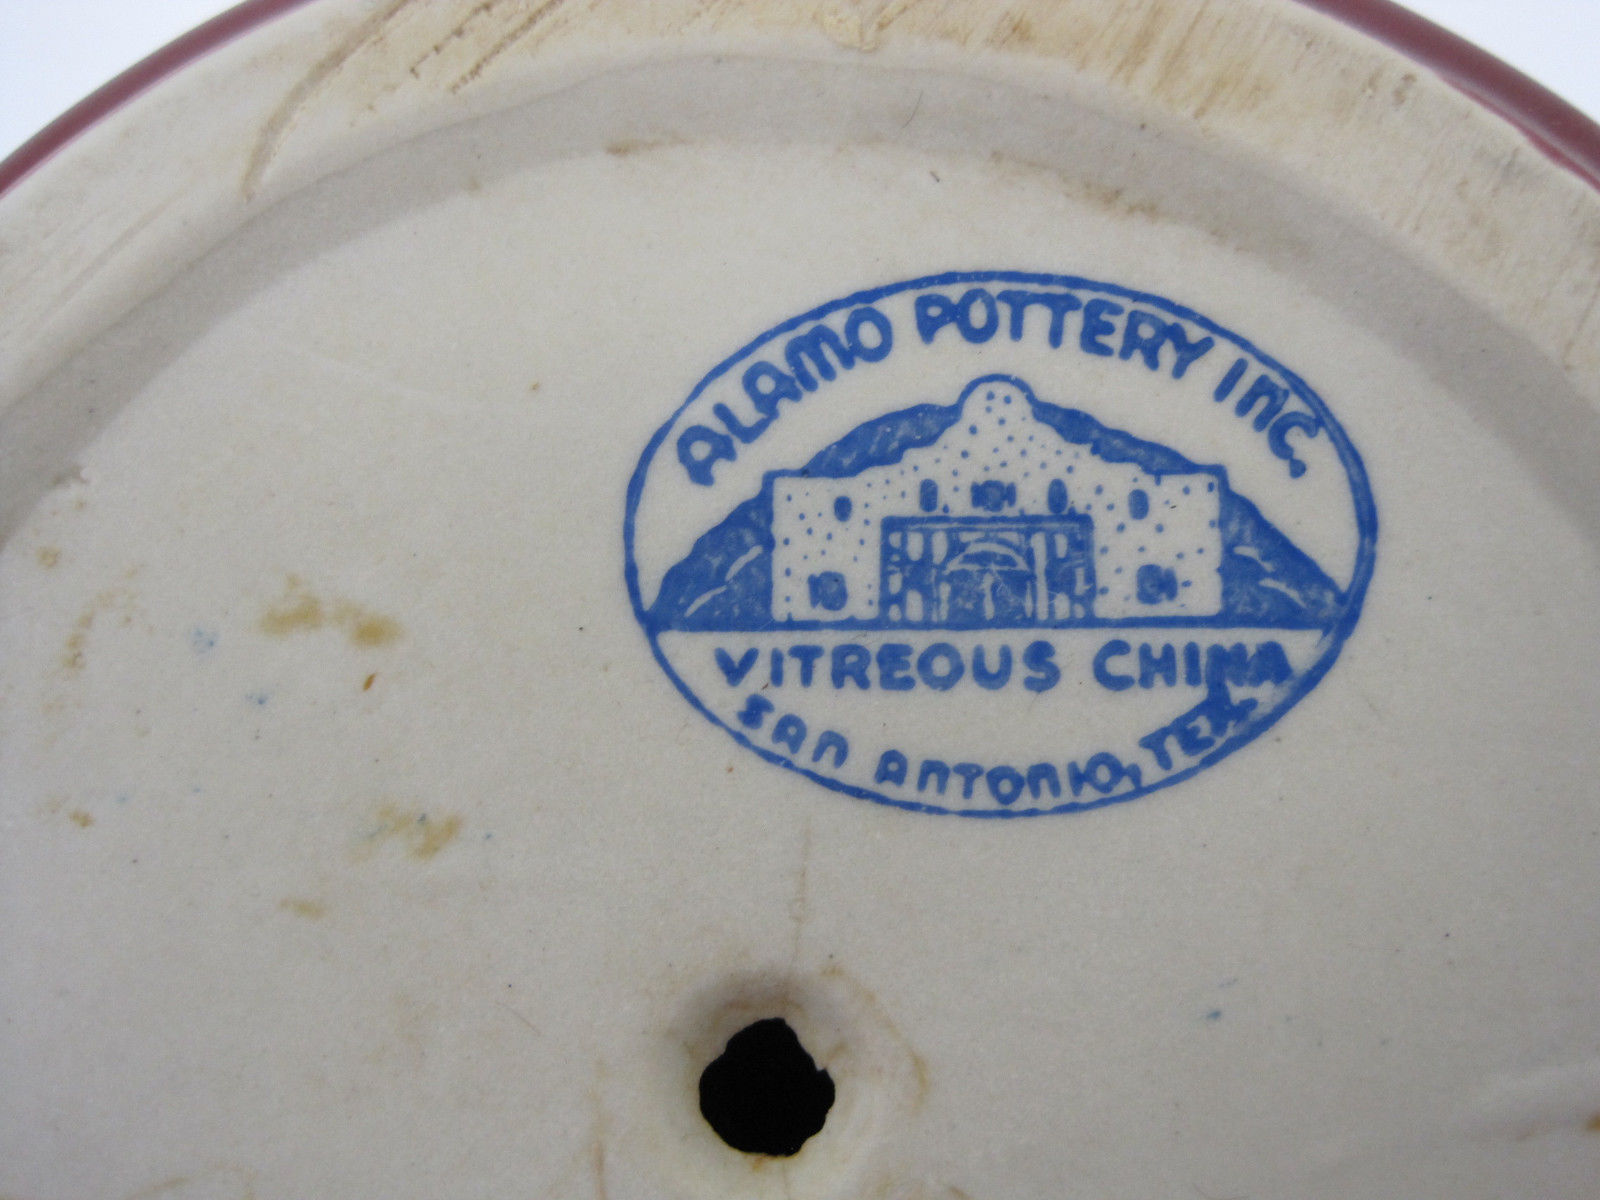 ALAMO POTTERY INC.
VITREOUS CHINA
SAN ANTONIO, TEX.